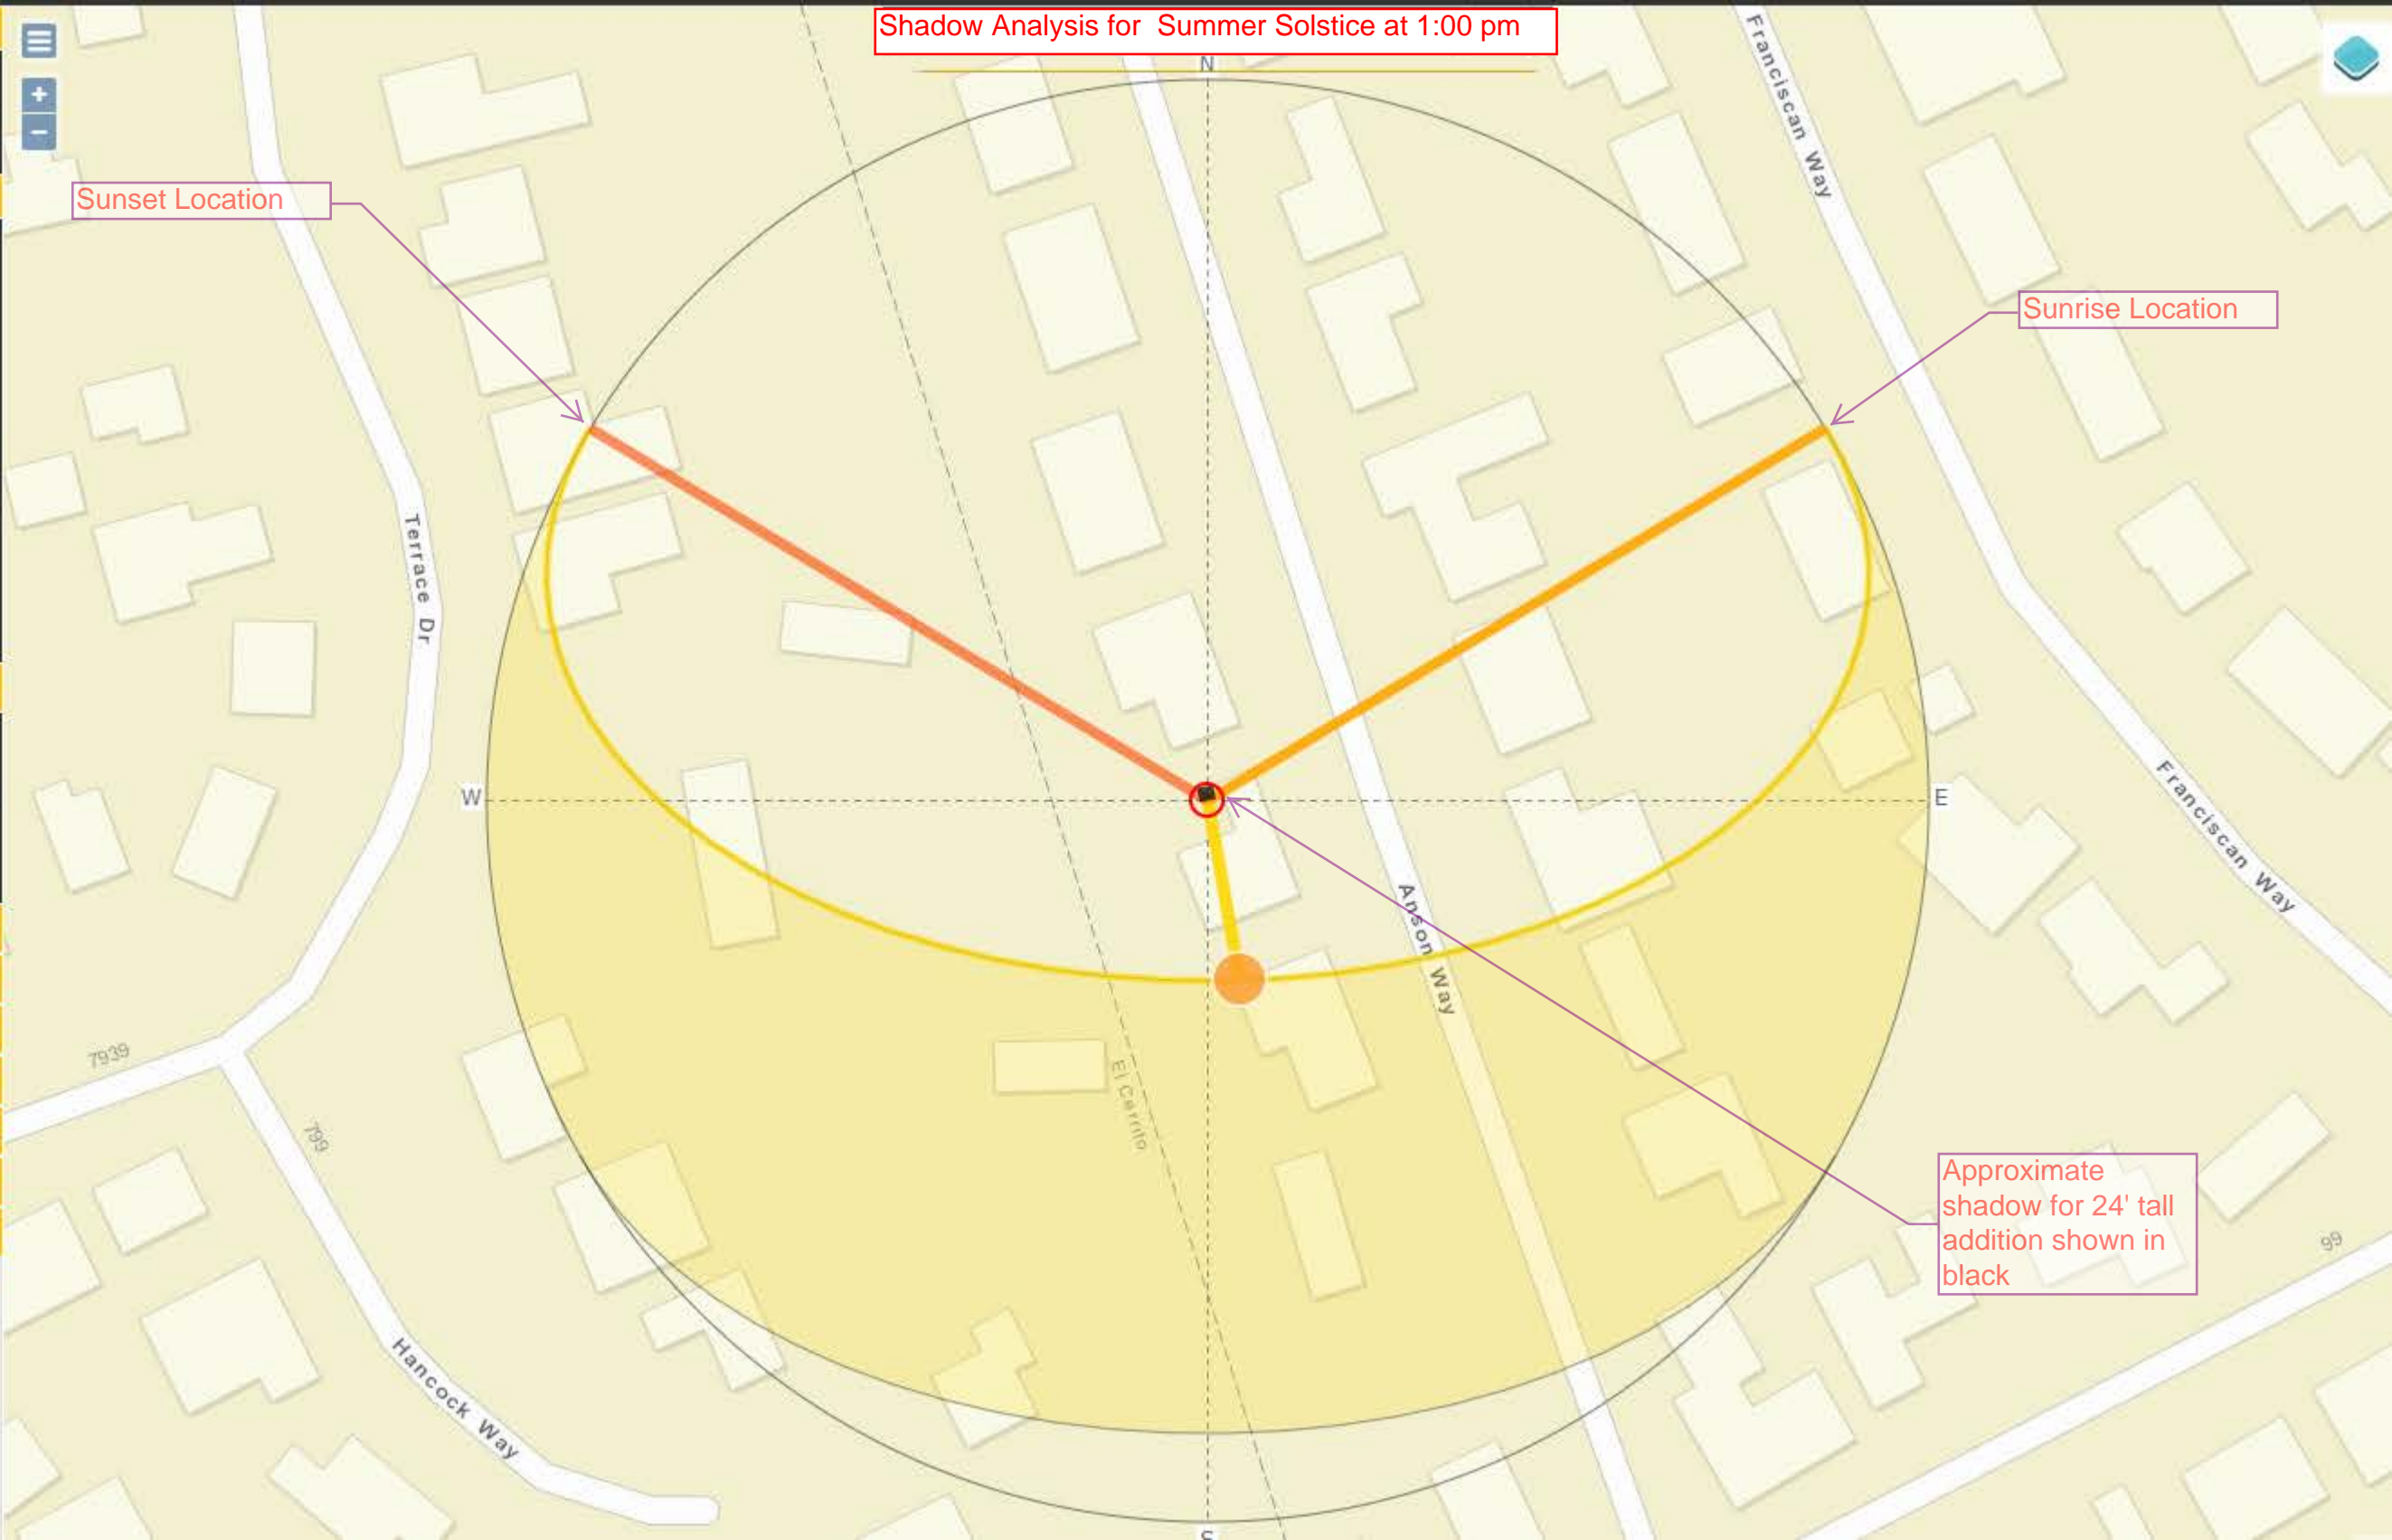 Shadow Analysis for Summer Solstice at 1:00 pm
N
Franciscan Way
+
−
Sunset Location
Sunrise Location
Terrace Dr
W
E
Franciscan Way
Anson Way
7939
El Cerrito
799
Approximate
shadow for 24' tall
addition shown in
black
99
Hancock Way
S